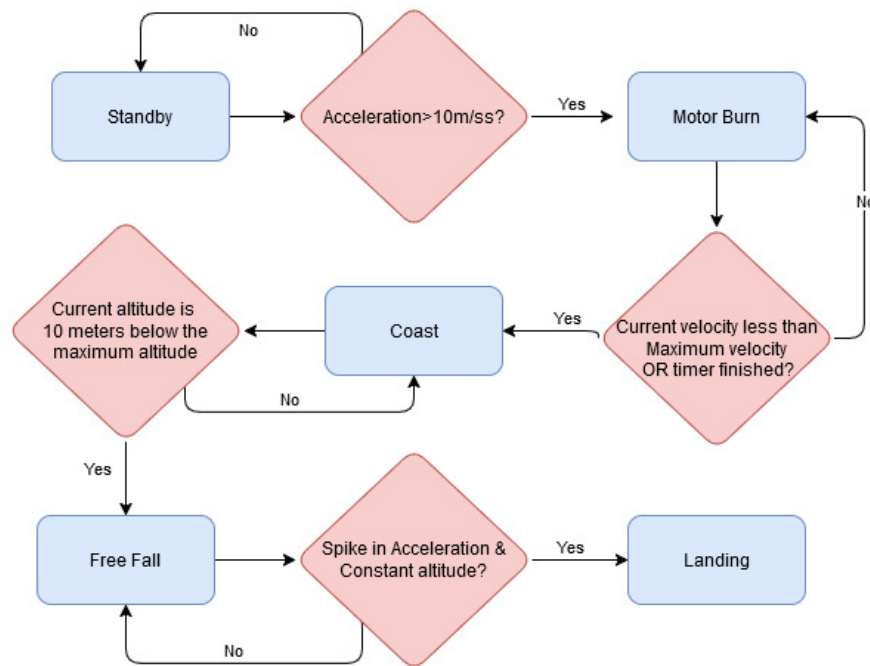 No
Standby
Acceleration>10m/ss?
Yes
Motor Burn
No
Current altitude is
10 meters below the
maximum altitude
Coast
Yes
Current velocity less than
Maximum velocity
OR timer finished?
No
Yes
Free Fall
Spike in Acceleration &
Constant altitude?
Yes
Landing
No